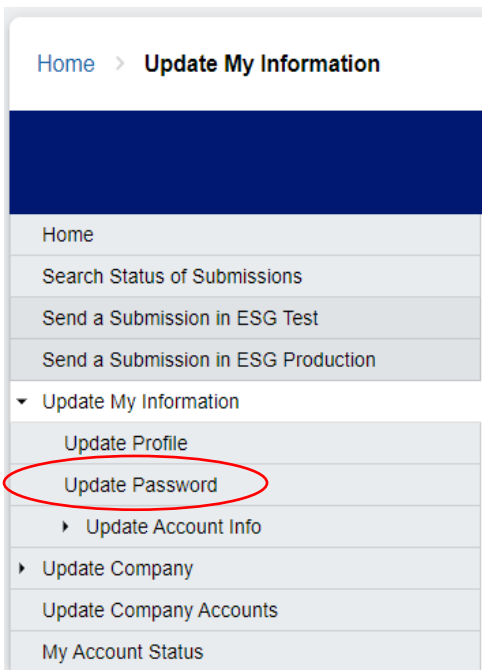 Home > Update My Information
Home
Search Status of Submissions
Send a Submission in ESG Test
Send a Submission in ESG Production
Update My Information
Update Profile
Update Password
Update Account Info
Update Company
Update Company Accounts
My Account Status